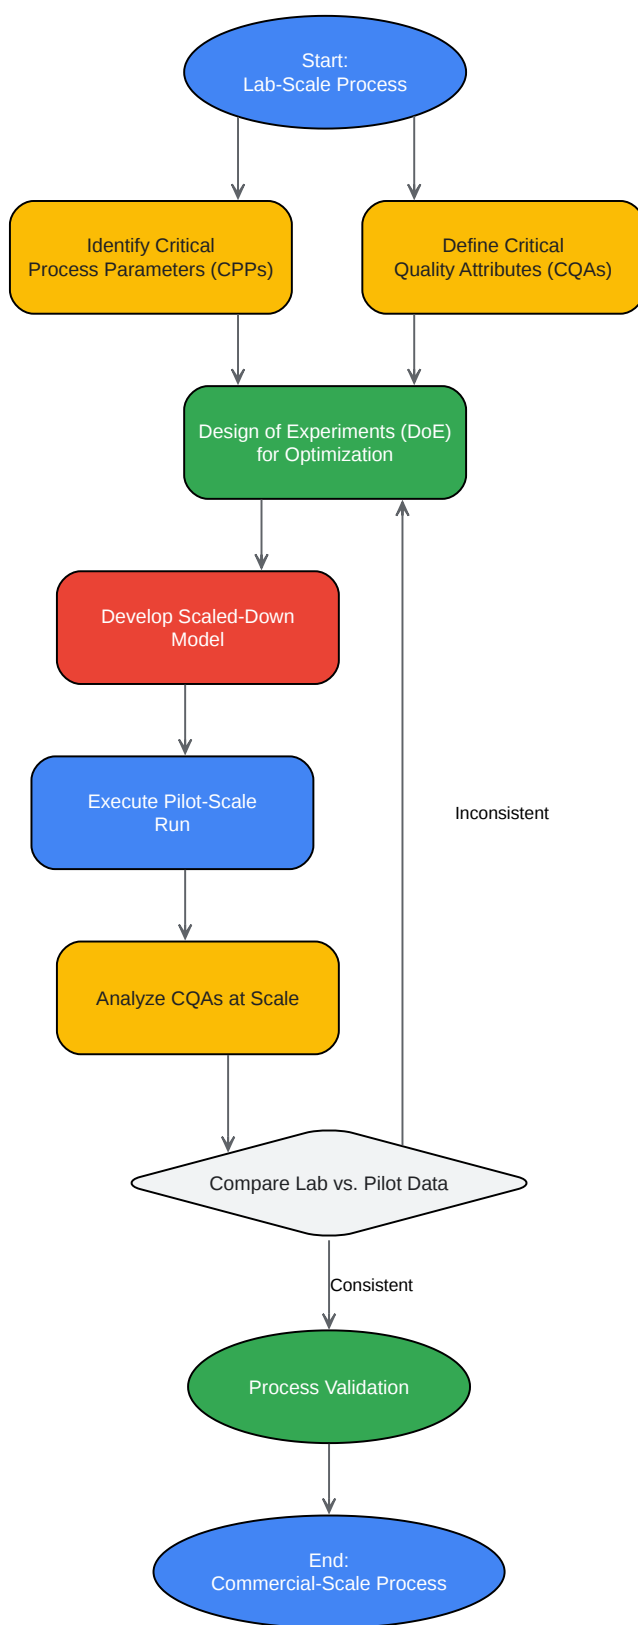 Start:
Lab-Scale Process
Identify Critical
Process Parameters (CPPs)
Define Critical
Quality Attributes (CQAs)
Design of Experiments (DoE)
for Optimization
Develop Scaled-Down
Model
Execute Pilot-Scale
Run
Inconsistent
Analyze CQAs at Scale
Compare Lab vs. Pilot Data
Consistent
Process Validation
End:
Commercial-Scale Process